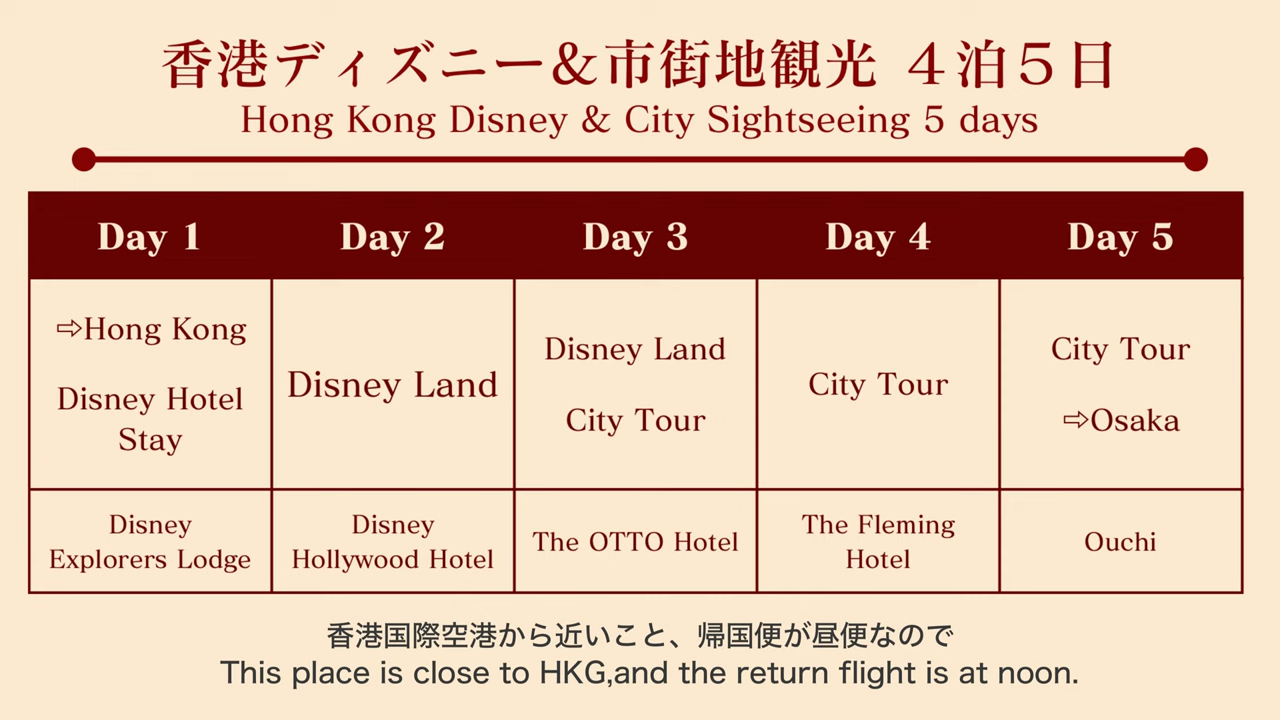 香港ディズニー&市街地観光 ４泊５日
Hong Kong Disney & City Sightseeing 5 days
Day 1
Day 2
Day 3
Day 4
Day 5
⇨Hong Kong
Disney Hotel
Stay
Disney Land
Disney Land
City Tour
City Tour
City Tour
⇨Osaka
Disney
Explorers Lodge
Disney
Hollywood Hotel
The OTTO Hotel
The Fleming
Hotel
Ouchi
香港国際空港から近いこと、帰国便が昼便なので
This place is close to HKG,and the return flight is at noon.